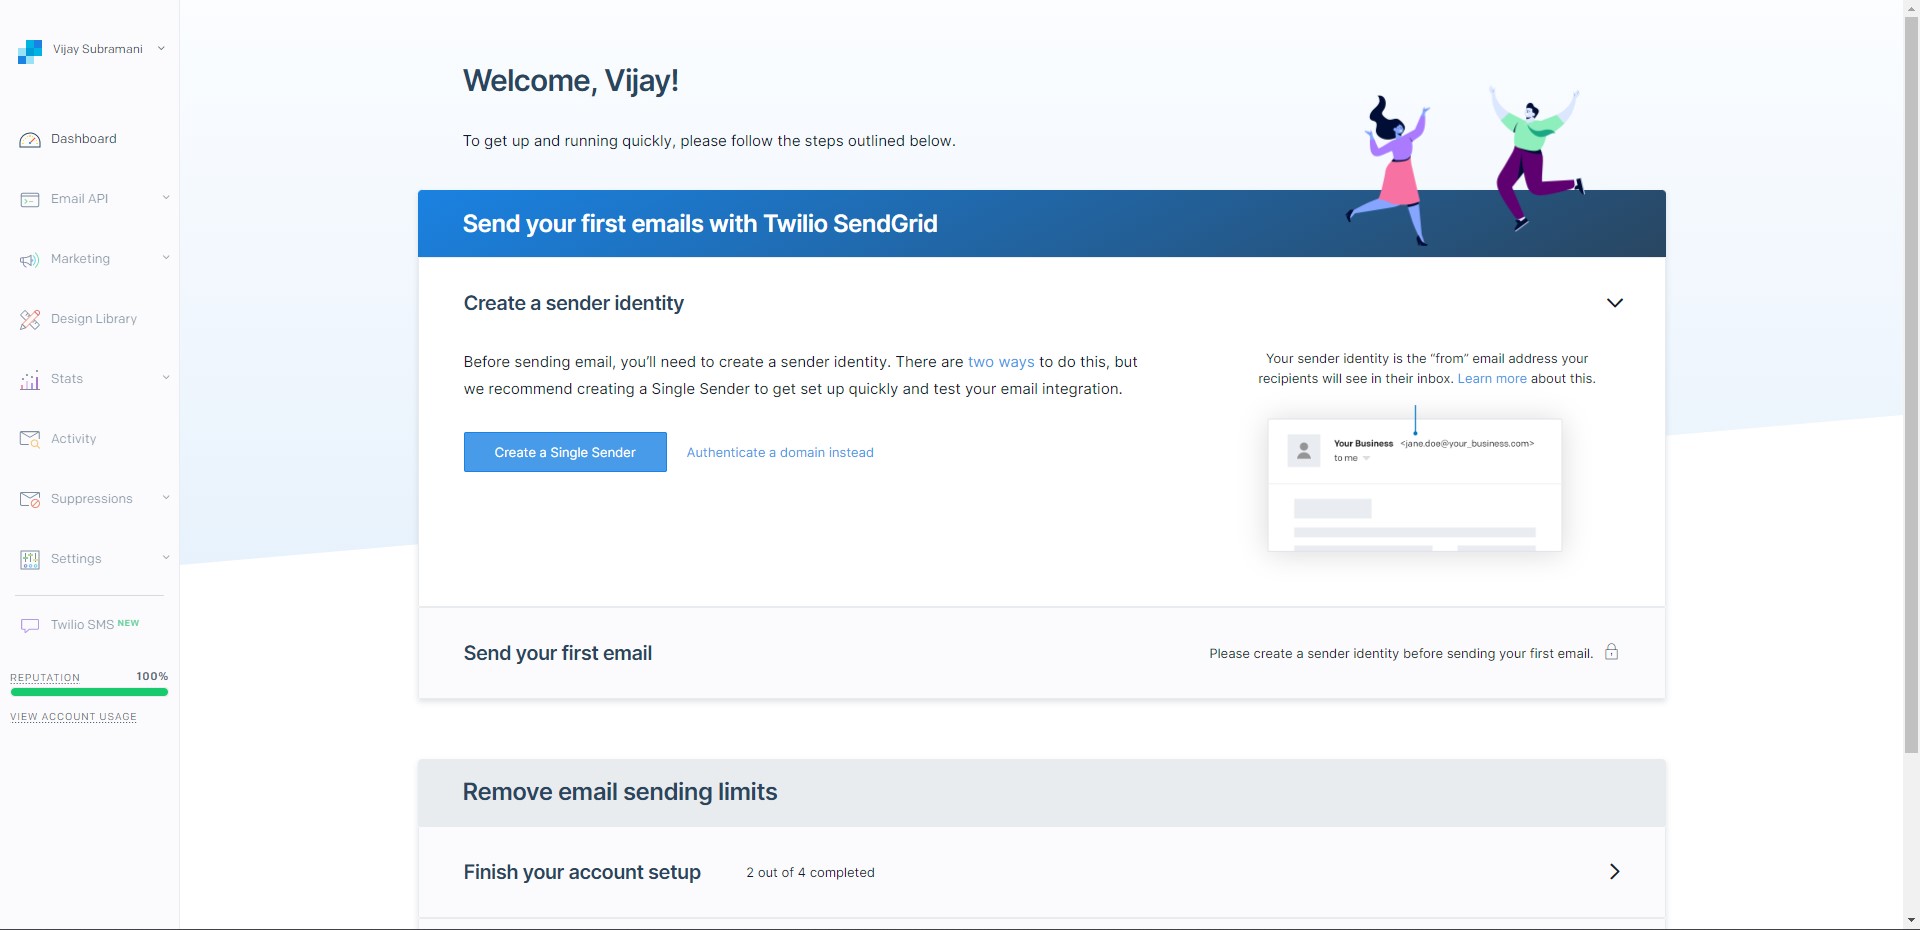 Vijay Subramani
Dashboard
Email API
Marketing
Design Library
Stats
Activity
Suppressions
Settings
Twilio SMS NEW
REPUTATION 100%
VIEW ACCOUNT USAGE
Welcome, Vijay!
To get up and running quickly, please follow the steps outlined below.
Send your first emails with Twilio SendGrid
Create a sender identity
Before sending email, you’ll need to create a sender identity. There are two ways to do this, but
we recommend creating a Single Sender to get set up quickly and test your email integration.
Create a Single Sender
Authenticate a domain instead
Your sender identity is the “from” email address your
recipients will see in their inbox. Learn more about this.
Your Business <jane.doe@your_business.com>
to me
Send your first email
Please create a sender identity before sending your first email.
Remove email sending limits
Finish your account setup
2 out of 4 completed